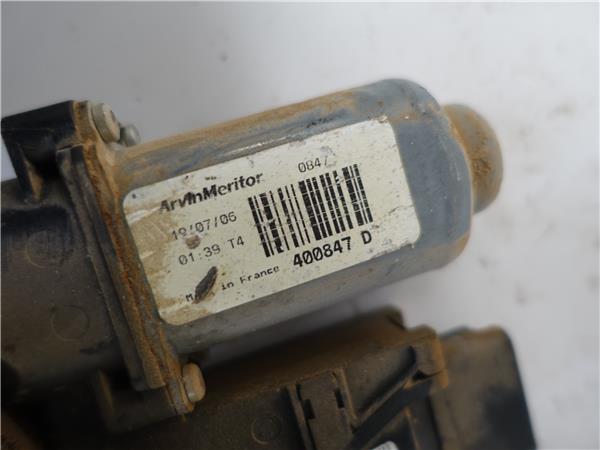 ArvinMeritor 0847
19/07/06
01:39 T4
400847 D
in France